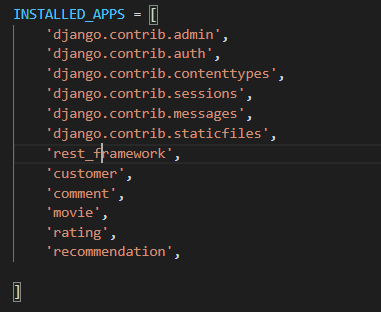 INSTALLED_APPS = [
'django.contrib.admin',
'django.contrib.auth',
'django.contrib.contenttypes',
'django.contrib.sessions',
'django.contrib.messages',
'django.contrib.staticfiles',
'rest_framework',
'customer',
'comment',
'movie',
'rating',
'recommendation',
]